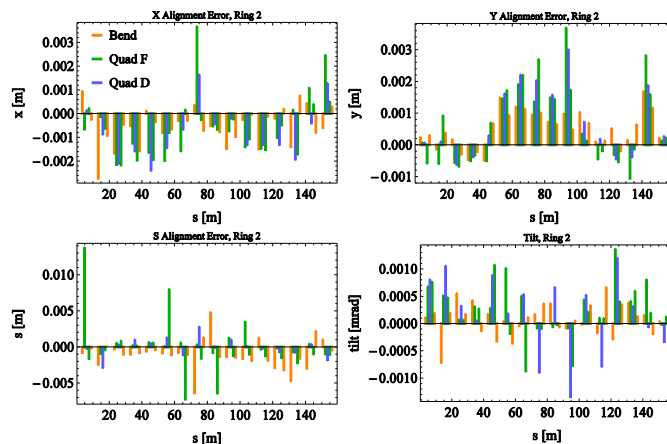 X Alignment Error, Ring 2
0.003
0.002
0.001
0.000
−0.001
−0.002
x [m]
Bend
Quad F
Quad D
20 40 60 80 100 120 140
s [m]
Y Alignment Error, Ring 2
0.003
0.002
0.001
0.000
−0.001
y [m]
20 40 60 80 100 120 140
s [m]
S Alignment Error, Ring 2
0.010
0.005
0.000
−0.005
s [m]
20 40 60 80 100 120 140
s [m]
Tilt, Ring 2
0.0010
0.0005
0.0000
−0.0005
−0.0010
tilt [mrad]
20 40 60 80 100 120 140
s [m]